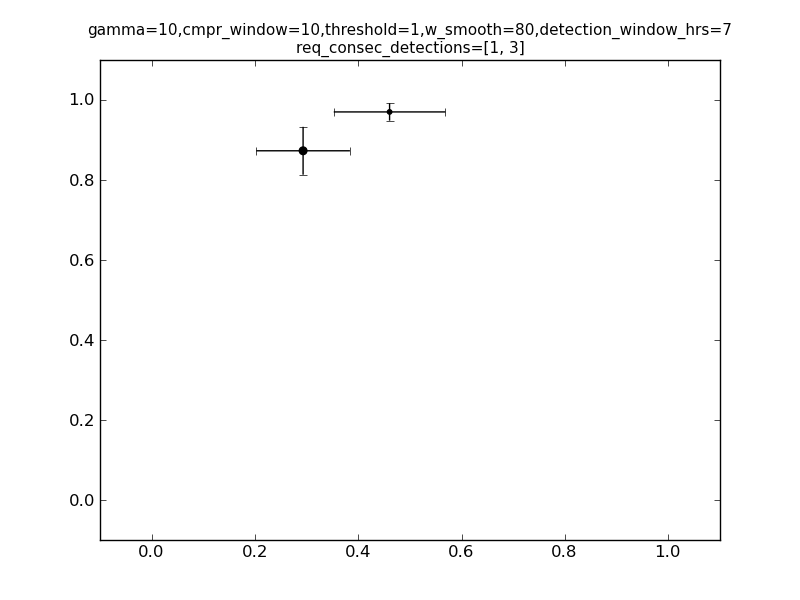 gamma=10,cmpr_window=10,threshold=1,w_smooth=80,detection_window_hrs=7
req_consec_detections=[1, 3]
1.0
0.8
0.6
0.4
0.2
0.0
0.0 0.2 0.4 0.6 0.8 1.0